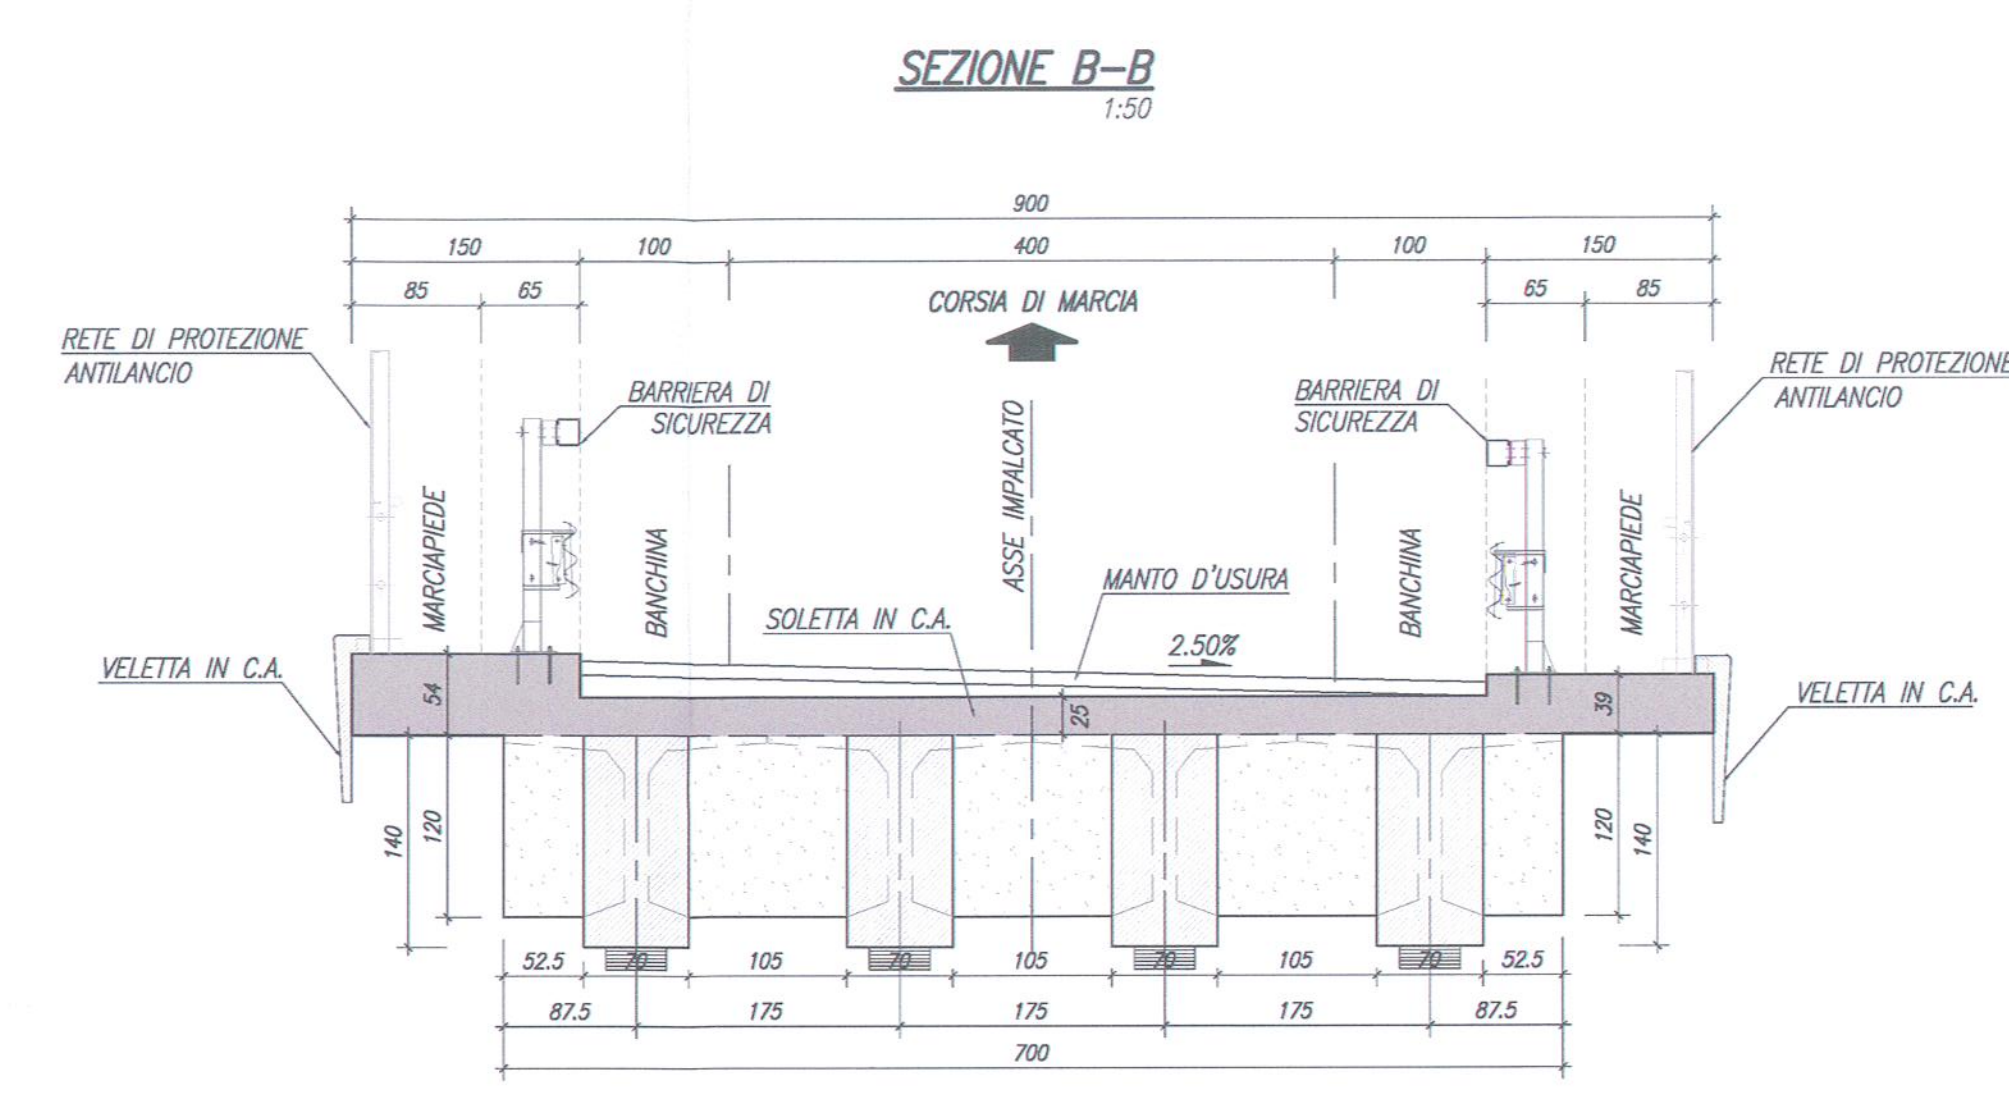 SEZIONE B-B
1:50
900
150 100 400 100 150
85 65 65 85
CORSIA DI MARCIA
RETE DI PROTEZIONE
ANTILANCIO
BARRIERA DI
SICUREZZA
BARRIERA DI
SICUREZZA
RETE DI PROTEZIONE
ANTILANCIO
MARCIAPIEDE
BANCHINA
ASSE IMPALCATO
BANCHINA
MARCIAPIEDE
MANTO D'USURA
SOLETTA IN C.A.
2.50%
VELETTA IN C.A.
VELETTA IN C.A.
54
25
39
140
120
120
140
52.5 70 105 70 105 70 105 70 52.5
87.5 175 175 175 87.5
700